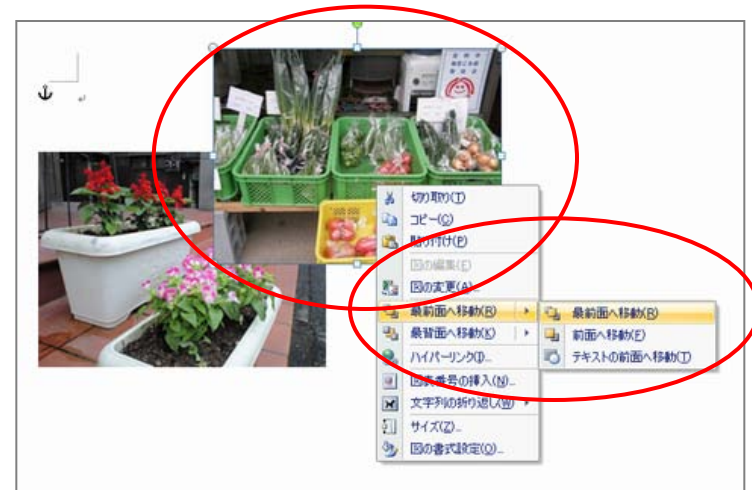 切り取り(T)
コピー(C)
貼り付け(P)
図の編集(E)
図の変更(A)...
最前面へ移動(R)
最前面へ移動(R)
前面へ移動(F)
最背面へ移動(K)
テキストの前面へ移動(T)
ハイパーリンク(I)...
図表番号の挿入(N)...
文字列の折り返し(W)
サイズ(Z)...
図の書式設定(O)...